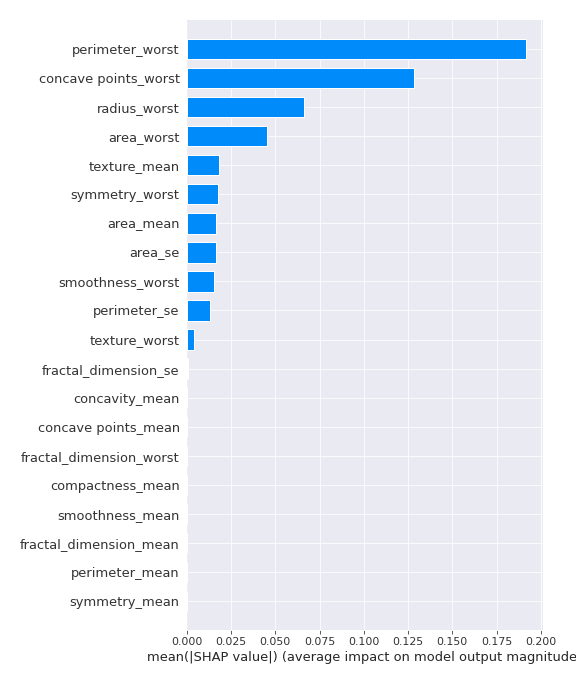 perimeter_worst
concave points_worst
radius_worst
area_worst
texture_mean
symmetry_worst
area_mean
area_se
smoothness_worst
perimeter_se
texture_worst
fractal_dimension_se
concavity_mean
concave points_mean
fractal_dimension_worst
compactness_mean
smoothness_mean
fractal_dimension_mean
perimeter_mean
symmetry_mean
0.000 0.025 0.050 0.075 0.100 0.125 0.150 0.175 0.200
mean(|SHAP value|) (average impact on model output magnitude